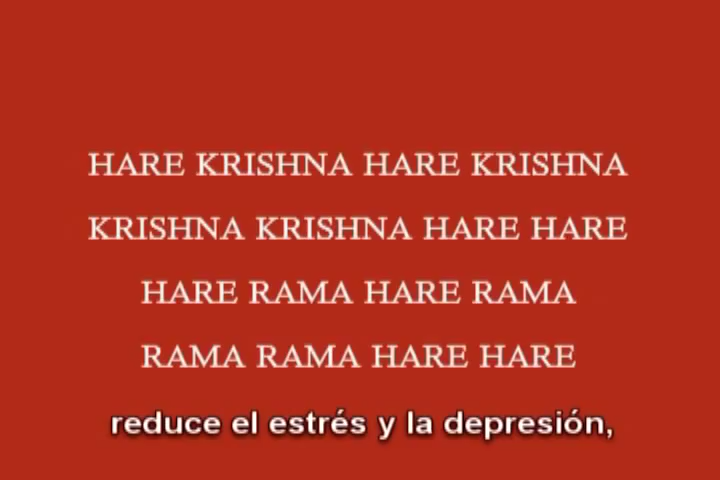 HARE KRISHNA HARE KRISHNA
KRISHNA KRISHNA HARE HARE
HARE RAMA HARE RAMA
RAMA RAMA HARE HARE
reduce el estrés y la depresión,